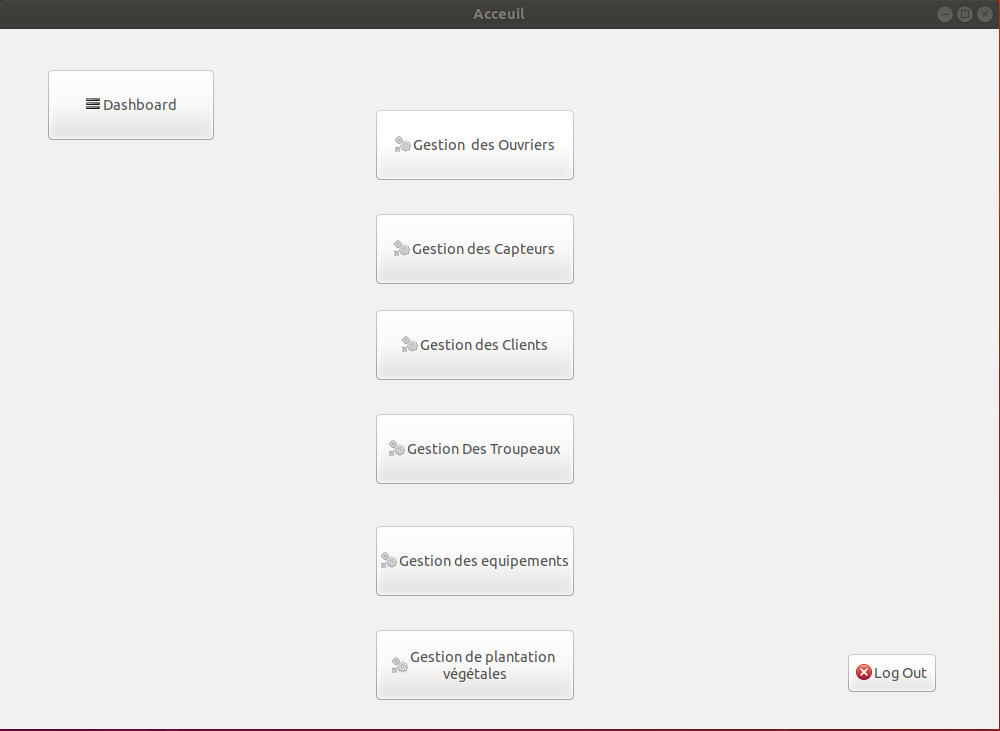 Acceuil
Dashboard
Gestion  des Ouvriers
Gestion des Capteurs
Gestion des Clients
Gestion Des Troupeaux
Gestion des equipements
Gestion de plantation
végétales
Log Out